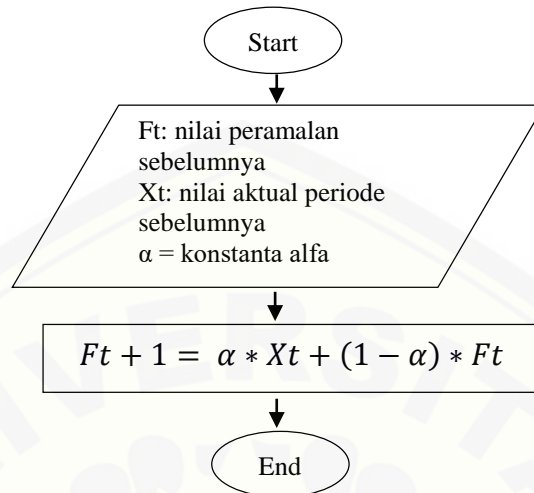 Start
Ft: nilai peramalan
sebelumnya
Xt: nilai aktual periode
sebelumnya
α = konstanta alfa
Ft + 1 = α * Xt + (1 − α) * Ft
End